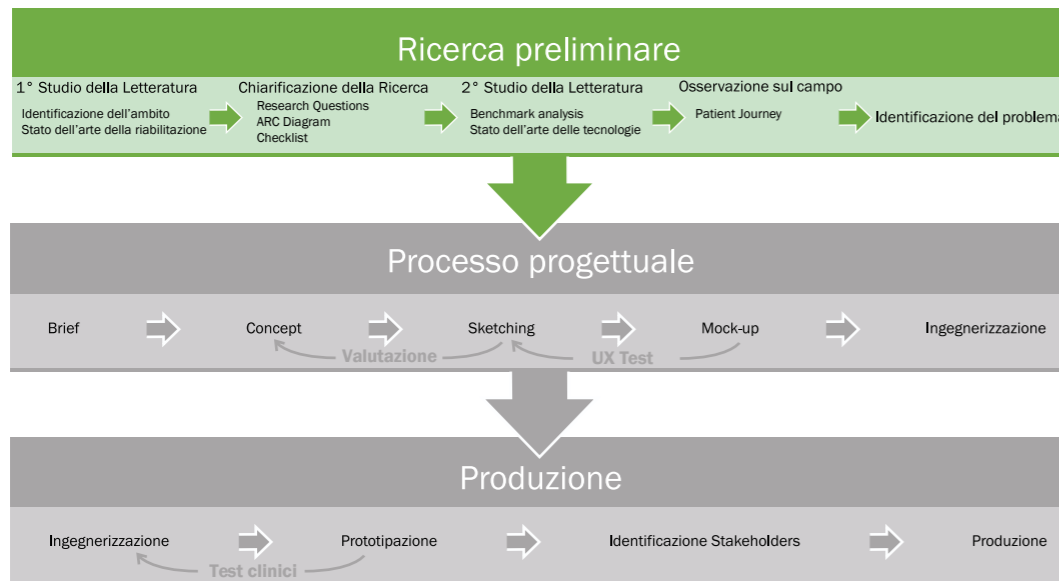 Ricerca preliminare
1° Studio della Letteratura
Identificazione dell'ambito
Stato dell'arte della riabilitazione
Chiarificazione della Ricerca
Research Questions
ARC Diagram
Checklist
2° Studio della Letteratura
Benchmark analysis
Stato dell'arte delle tecnologie
Osservazione sul campo
Patient Journey
Identificazione del problema
Processo progettuale
Brief
Concept
Sketching
Mock-up
Ingegnerizzazione
Valutazione
UX Test
Produzione
Ingegnerizzazione
Prototipazione
Identificazione Stakeholders
Produzione
Test clinici